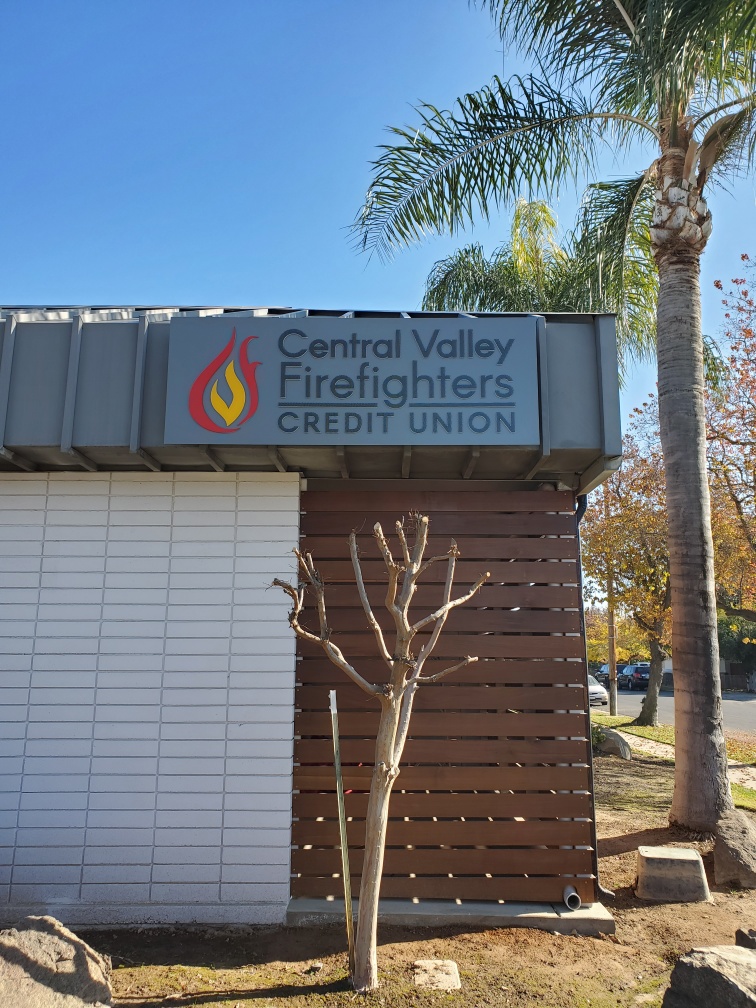 Central Valley
Firefighters
CREDIT UNION